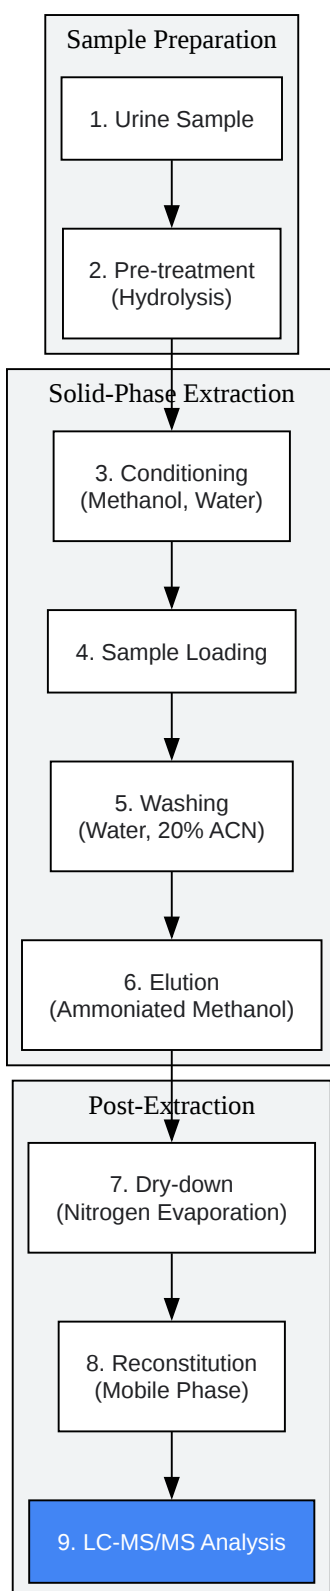 Sample Preparation
1. Urine Sample
2. Pre-treatment
(Hydrolysis)
Solid-Phase Extraction
3. Conditioning
(Methanol, Water)
4. Sample Loading
5. Washing
(Water, 20% ACN)
6. Elution
(Ammoniated Methanol)
Post-Extraction
7. Dry-down
(Nitrogen Evaporation)
8. Reconstitution
(Mobile Phase)
9. LC-MS/MS Analysis